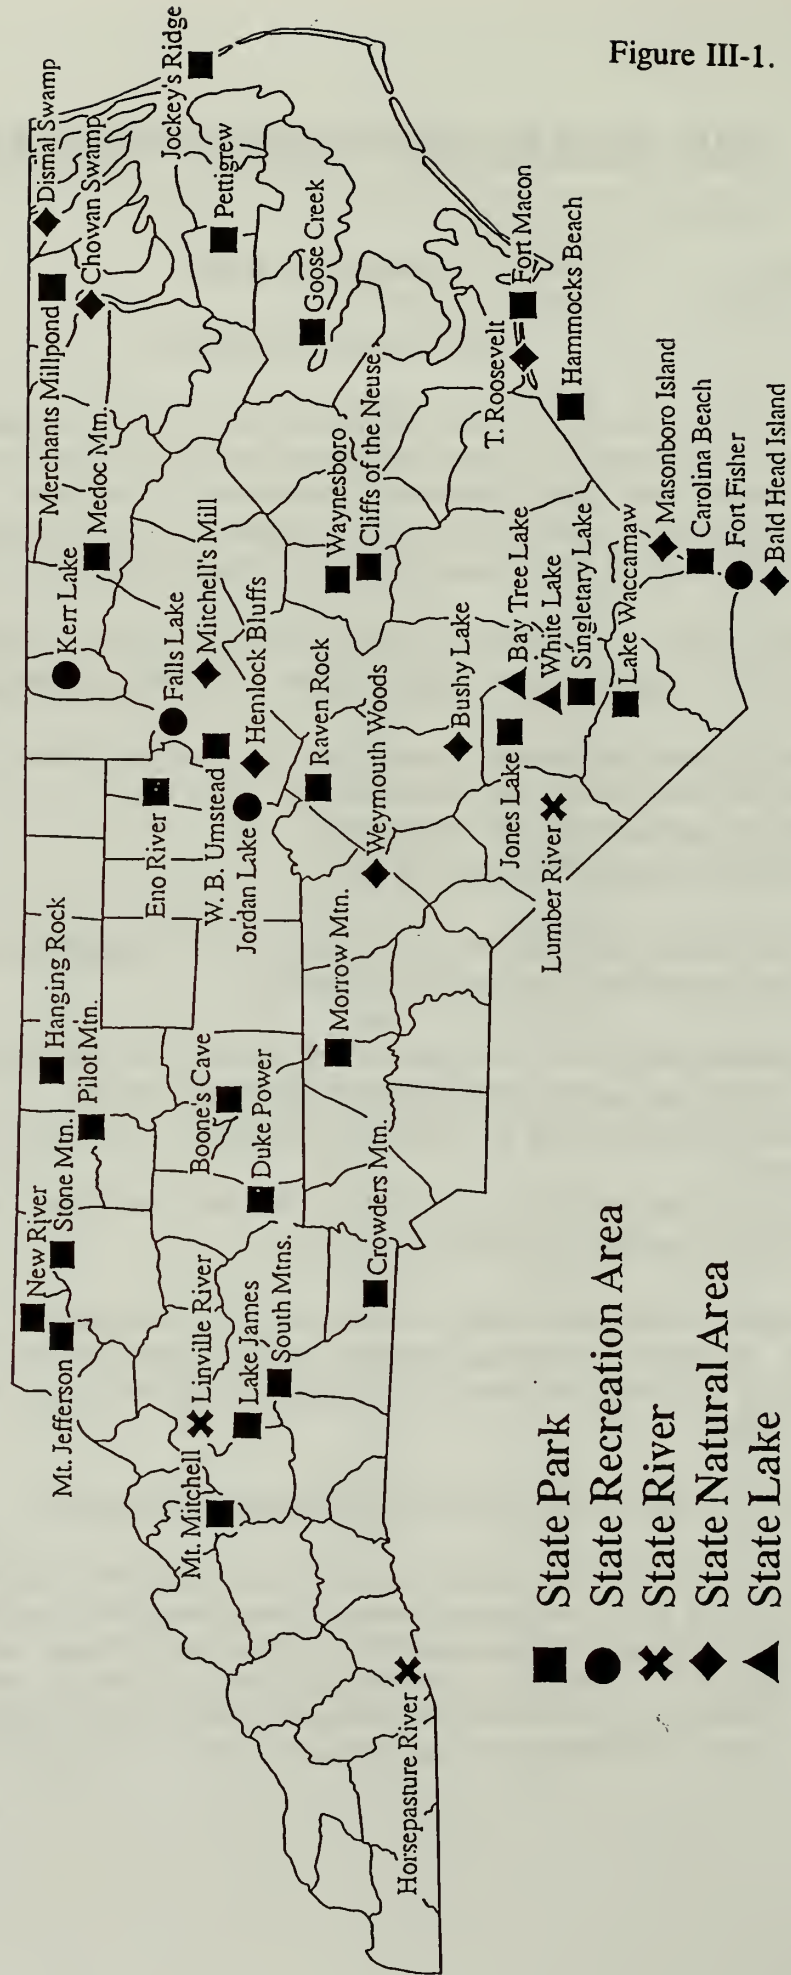 Figure III-1.
Dismal Swamp
Chowan Swamp
Jockey's Ridge
Pettigrew
Goose Creek
Merchants Millpond
Medoc Mtn.
Kerr Lake
Falls Lake
Mitchell's Mill
Hemlock Bluffs
Waynesboro
Cliffs of the Neuse
T. Roosevelt
Fort Macon
Hammocks Beach
Masonboro Island
Carolina Beach
Fort Fisher
Bald Head Island
Bay Tree Lake
White Lake
Singletary Lake
Lake Waccamaw
Bushy Lake
Jones Lake
Lumber River
Raven Rock
Weymouth Woods
Eno River
W. B. Umstead
Jordan Lake
Hanging Rock
Pilot Mtn.
Morrow Mtn.
Boone's Cave
Duke Power
Crowders Mtn.
New River
Stone Mtn.
Mt. Jefferson
Linville River
Lake James
South Mtns.
Mt. Mitchell
Horsepasture River
State Park
State Recreation Area
State River
State Natural Area
State Lake